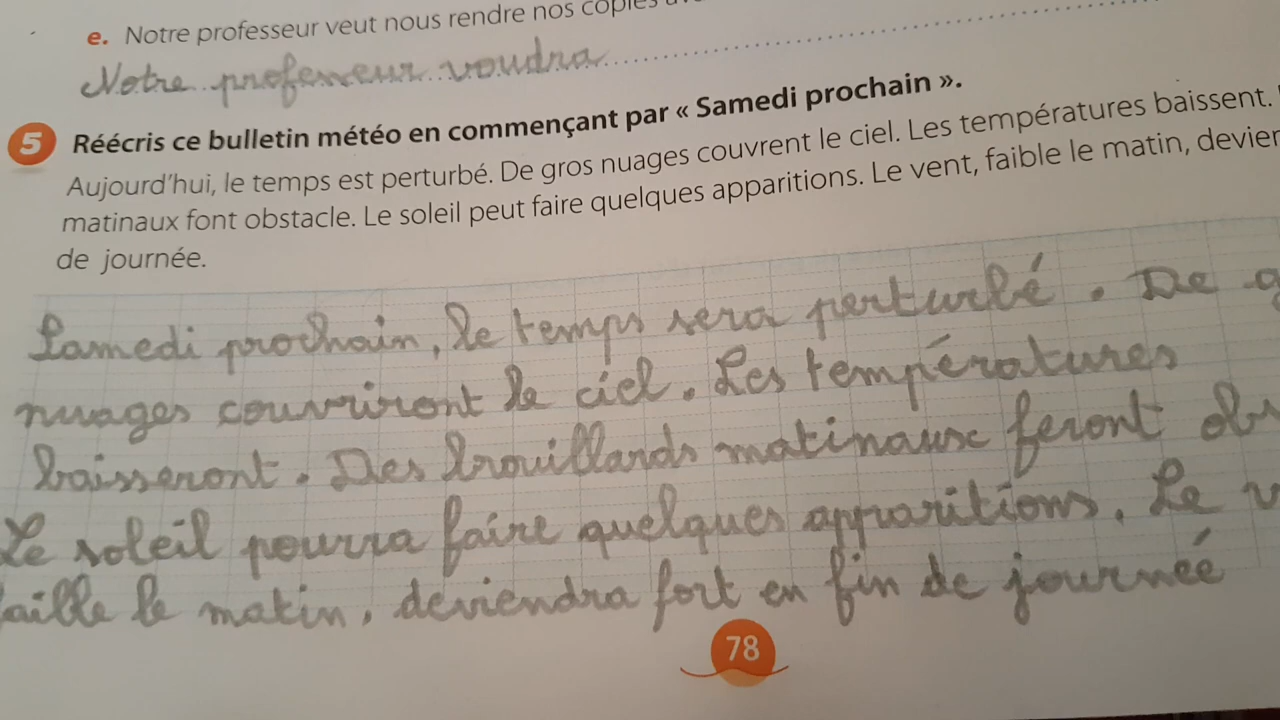 e. Notre professeur veut nous rendre nos copies
Notre professeur voudra
5 Réécris ce bulletin météo en commençant par « Samedi prochain ».
Aujourd'hui, le temps est perturbé. De gros nuages couvrent le ciel. Les températures baissent.
matinaux font obstacle. Le soleil peut faire quelques apparitions. Le vent, faible le matin,
de journée.
Samedi prochain, le temps sera perturbé. De
nuages couvriront le ciel. Les températures
baisseront. Des brouillards matinaux feront
Le soleil pourra faire quelques apparitions. Le
le matin, deviendra fort en fin de journée
78